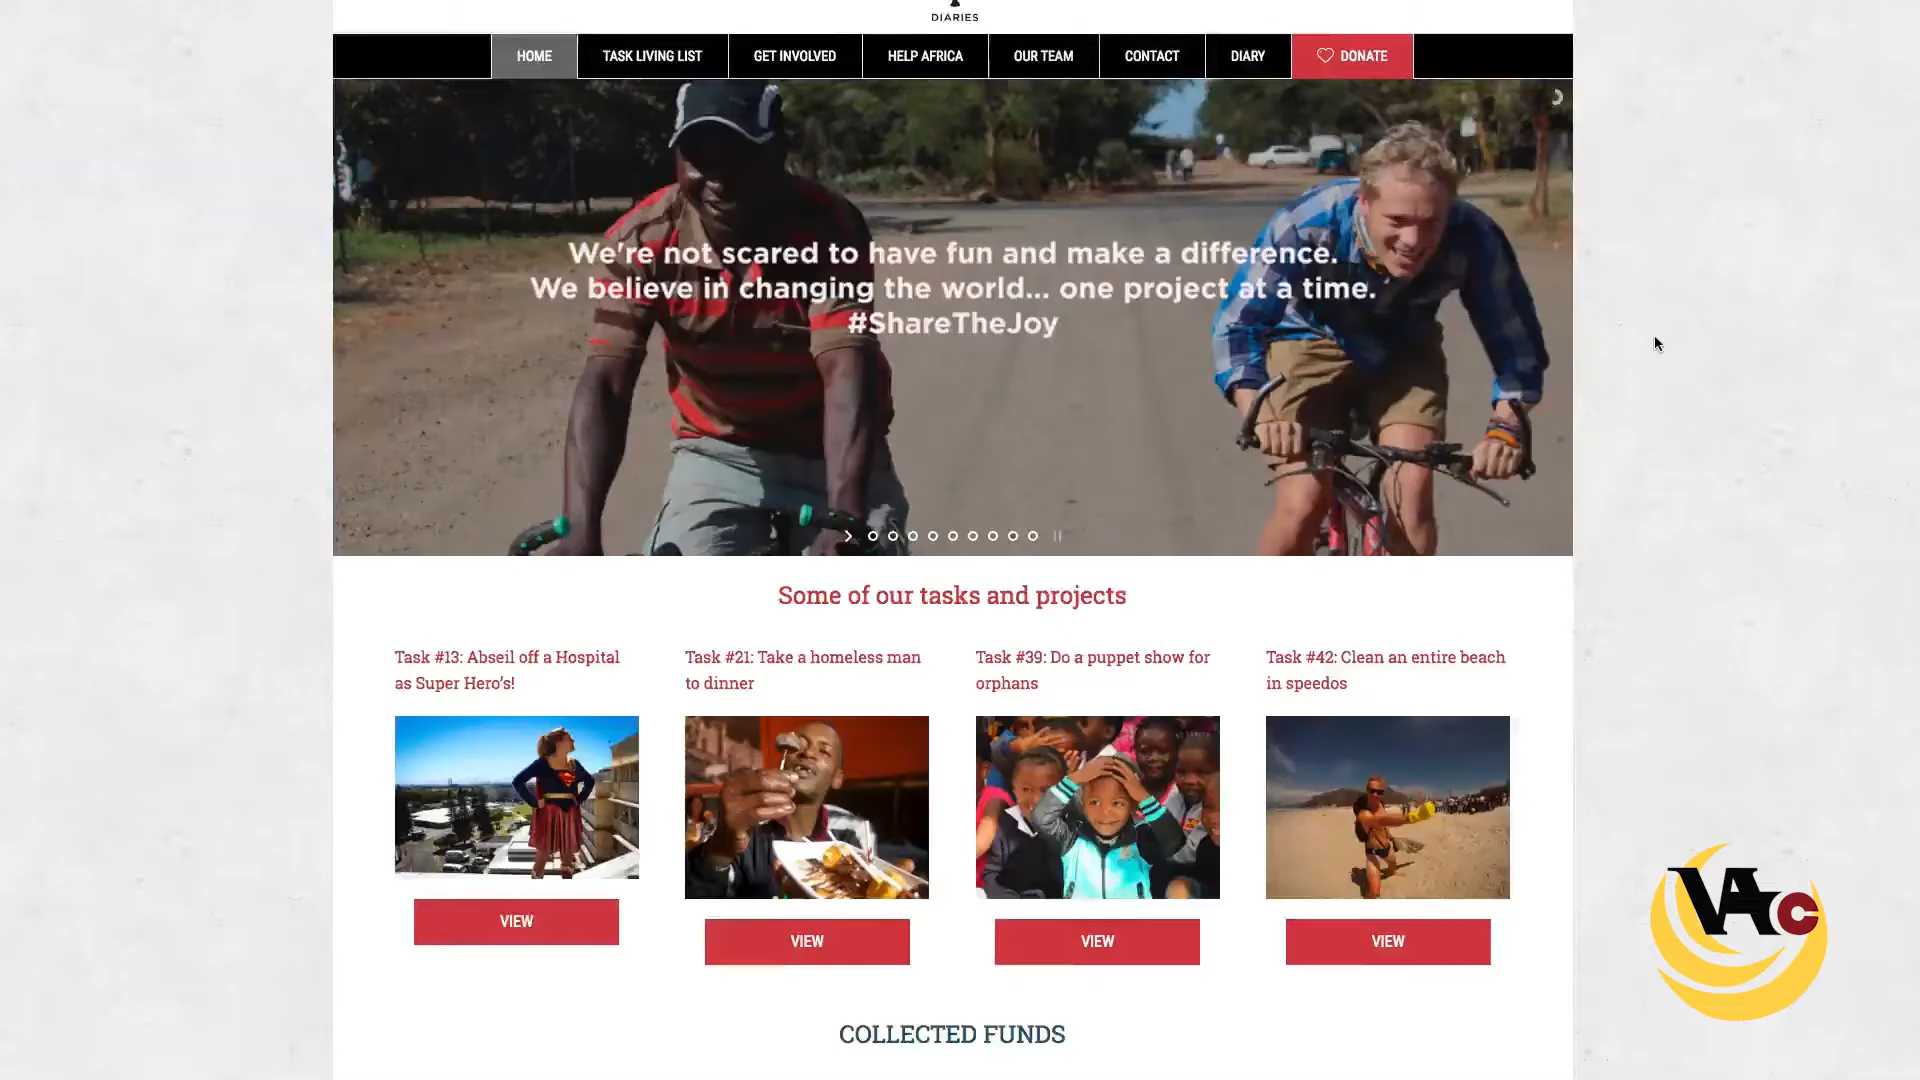 DIARIES
HOME
TASK LIVING LIST
GET INVOLVED
HELP AFRICA
OUR TEAM
CONTACT
DIARY
DONATE
We're not scared to have fun and make a difference.
We believe in changing the world... one project at a time.
#ShareTheJoy
Some of our tasks and projects
Task #13: Abseil off a Hospital
as Super Hero's!
Task #21: Take a homeless man
to dinner
Task #39: Do a puppet show for
orphans
Task #42: Clean an entire beach
in speedos
VIEW
VIEW
VIEW
VIEW
VAc
COLLECTED FUNDS